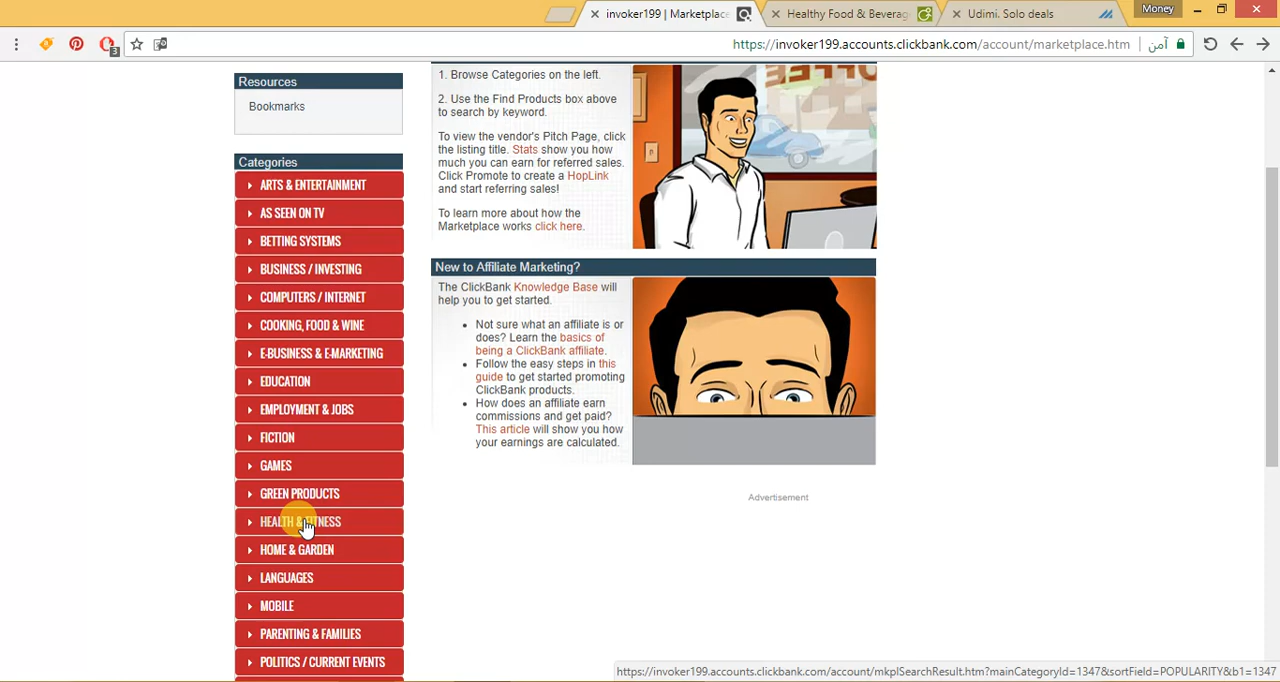 invoker199 | Marketplace
Healthy Food & Beverag
Udimi. Solo deals
Money
3
https://invoker199.accounts.clickbank.com/account/marketplace.htm
آمن
Resources
Bookmarks
Categories
ARTS & ENTERTAINMENT
AS SEEN ON TV
BETTING SYSTEMS
BUSINESS / INVESTING
COMPUTERS / INTERNET
COOKING, FOOD & WINE
E-BUSINESS & E-MARKETING
EDUCATION
EMPLOYMENT & JOBS
FICTION
GAMES
GREEN PRODUCTS
HEALTH & FITNESS
HOME & GARDEN
LANGUAGES
MOBILE
PARENTING & FAMILIES
POLITICS / CURRENT EVENTS
1. Browse Categories on the left.
2. Use the Find Products box above
to search by keyword.
To view the vendor's Pitch Page, click
the listing title. Stats show you how
much you can earn for referred sales.
Click Promote to create a HopLink
and start referring sales!
To learn more about how the
Marketplace works click here.
New to Affiliate Marketing?
The ClickBank Knowledge Base will
help you to get started.
• Not sure what an affiliate is or
does? Learn the basics of
being a ClickBank affiliate.
• Follow the easy steps in this
guide to get started promoting
ClickBank products.
• How does an affiliate earn
commissions and get paid?
This article will show you how
your earnings are calculated.
Advertisement
https://invoker199.accounts.clickbank.com/account/mkplSearchResult.htm?mainCategoryId=1347&sortField=POPULARITY&b1=1347